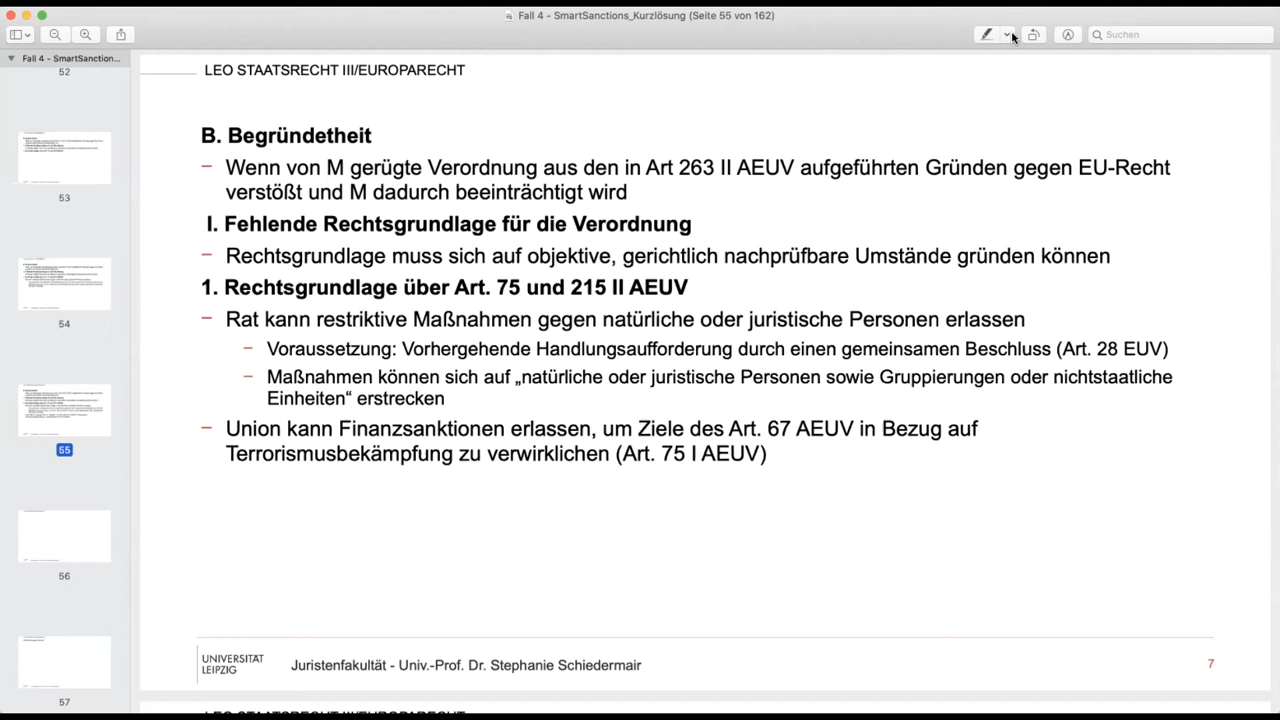 Fall 4 - SmartSanctions_Kurzlösung (Seite 55 von 162)
Suchen
Fall 4 - SmartSanction...
52
53
54
55
56
57
LEO STAATSRECHT III/EUROPARECHT
B. Begründetheit
– Wenn von M gerügte Verordnung aus den in Art 263 II AEUV aufgeführten Gründen gegen EU-Recht
verstößt und M dadurch beeinträchtigt wird
I. Fehlende Rechtsgrundlage für die Verordnung
– Rechtsgrundlage muss sich auf objektive, gerichtlich nachprüfbare Umstände gründen können
1. Rechtsgrundlage über Art. 75 und 215 II AEUV
– Rat kann restriktive Maßnahmen gegen natürliche oder juristische Personen erlassen
– Voraussetzung: Vorhergehende Handlungsaufforderung durch einen gemeinsamen Beschluss (Art. 28 EUV)
– Maßnahmen können sich auf „natürliche oder juristische Personen sowie Gruppierungen oder nichtstaatliche
Einheiten“ erstrecken
– Union kann Finanzsanktionen erlassen, um Ziele des Art. 67 AEUV in Bezug auf
Terrorismusbekämpfung zu verwirklichen (Art. 75 I AEUV)
UNIVERSITÄT
LEIPZIG
Juristenfakultät - Univ.-Prof. Dr. Stephanie Schiedermair
7
LEO STAATSRECHT III/EUROPARECHT